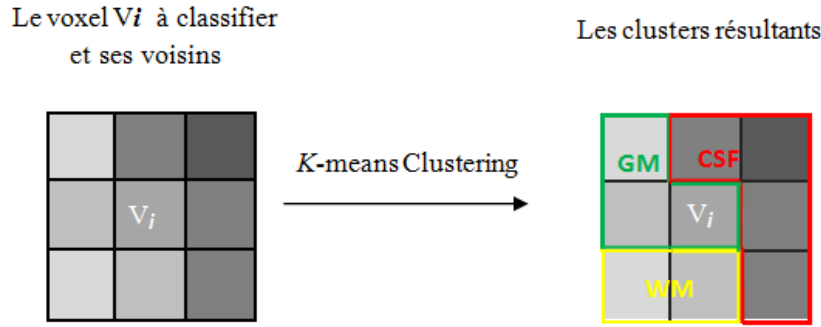 Le voxel Vi à classifier
et ses voisins
Les clusters résultants
K-means Clustering
Vi
GM
CSF
Vi
WM